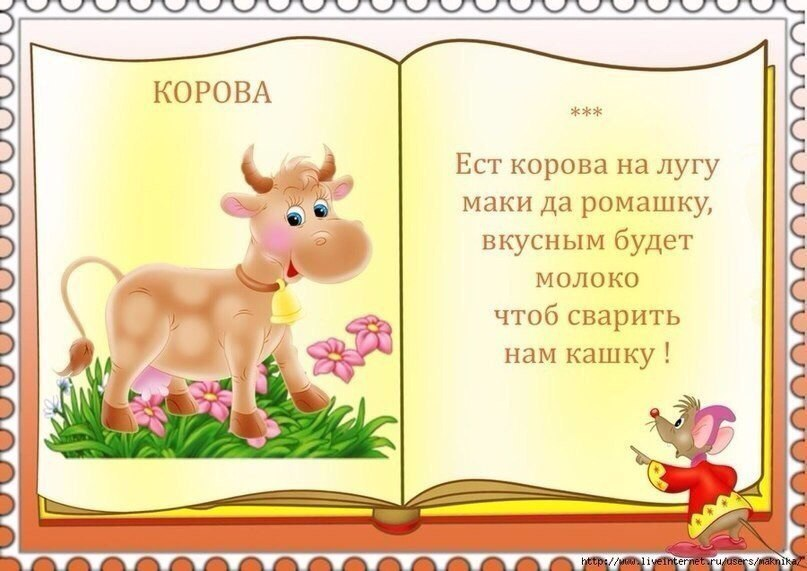 КОРОВА
***
Ест корова на лугу
маки да ромашку,
вкусным будет
молоко
чтоб сварить
нам кашку !
http://www.liveinternet.ru/users/maknika/